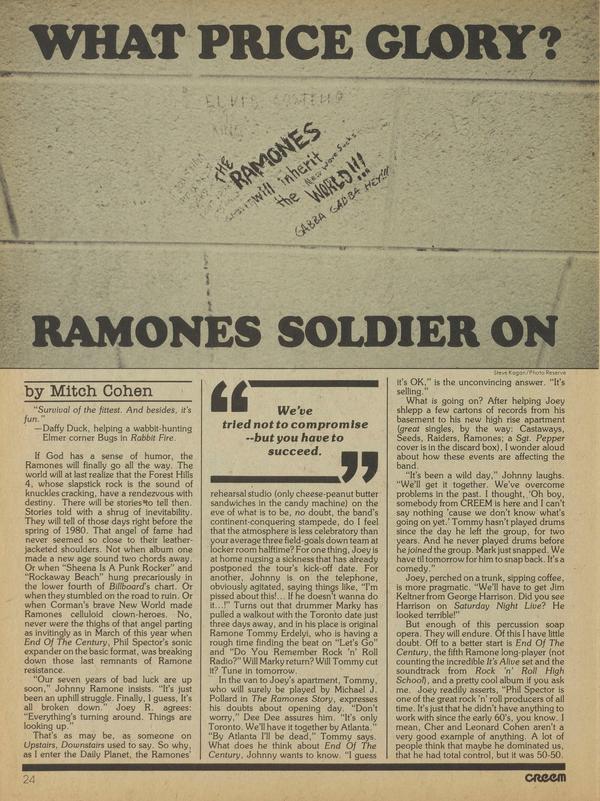 WHAT PRICE GLORY?
ELVIS COSTELLO
KING
THE
RAMONES
will inherit
New Wave Sucks
the WORLD!!!
GABBA GABBA HEY!!!
RAMONES SOLDIER ON
Steve Kagan/Photo Reserve
by Mitch Cohen
"Survival of the fittest. And besides, it's
fun."
—Daffy Duck, helping a wabbit-hunting
Elmer corner Bugs in Rabbit Fire.
If God has a sense of humor, the
Ramones will finally go all the way. The
world will at last realize that the Forest Hills
4, whose slapstick rock is the sound of
knuckles cracking, have a rendezvous with
destiny. There will be stories to tell then.
Stories told with a shrug of inevitability.
They will tell of those days right before the
spring of 1980. That angel of fame had
never seemed so close to their leather-
jacketed shoulders. Not when album one
made a new age sound two chords away.
Or when "Sheena Is A Punk Rocker" and
"Rockaway Beach" hung precariously in
the lower fourth of Billboard's chart. Or
when they stumbled on the road to ruin. Or
when Corman's brave New World made
Ramones celluloid clown-heroes. No,
never were the thighs of that angel parting
as invitingly as in March of this year when
End Of The Century, Phil Spector's sonic
expander on the basic format, was breaking
down those last remnants of Ramone
resistance.
"Our seven years of bad luck are up
soon," Johnny Ramone insists. "It's just
been an uphill struggle. Finally, I guess, It's
all broken down." Joey R. agrees:
"Everything's turning around. Things are
looking up."
That's as may be, as someone on
Upstairs, Downstairs used to say. So why,
as I enter the Daily Planet, the Ramones'
We've
tried not to compromise
--but you have to
succeed.
rehearsal studio (only cheese-peanut butter
sandwiches in the candy machine) on the
eve of what is to be, no doubt, the band's
continent-conquering stampede, do I feel
that the atmosphere is less celebratory than
your average three field-goals down team at
locker room halftime? For one thing, Joey is
at home nursing a sickness that has already
postponed the tour's kick-off date. For
another, Johnny is on the telephone,
obviously agitated, saying things like, "I'm
pissed about this!... If he doesn't wanna do
it...!" Turns out that drummer Marky has
pulled a walkout with the Toronto date just
three days away, and in his place is original
Ramone Tommy Erdelyi, who is having a
rough time finding the beat on "Let's Go"
and "Do You Remember Rock 'n' Roll
Radio?" Will Marky return? Will Tommy cut
it? Tune in tomorrow.
In the van to Joey's apartment, Tommy,
who will surely be played by Michael J.
Pollard in The Ramones Story, expresses
his doubts about opening day. "Don't
worry," Dee Dee assures him. "It's only
Toronto. We'll have it together by Atlanta."
"By Atlanta I'll be dead," Tommy says.
What does he think about End Of The
Century, Johnny wants to know. "I guess
it's OK," is the unconvincing answer. "It's
selling."
What is going on? After helping Joey
shlepp a few cartons of records from his
basement to his new high rise apartment
(great singles, by the way: Castaways,
Seeds, Raiders, Ramones; a Sgt. Pepper
cover is in the discard box), I wonder aloud
about how these events are affecting the
band.
"It's been a wild day," Johnny laughs.
"We'll get it together. We've overcome
problems in the past. I thought, 'Oh boy,
somebody from CREEM is here and I can't
say nothing 'cause we don't know what's
going on yet.' Tommy hasn't played drums
since the day he left the group, for two
years. And he never played drums before
he joined the group. Mark just snapped. We
have til tomorrow for him to snap back. It's a
comedy."
Joey, perched on a trunk, sipping coffee,
is more pragmatic. "We'll have to get Jim
Keltner from George Harrison. Did you see
Harrison on Saturday Night Live? He
looked terrible!"
But enough of this percussion soap
opera. They will endure. Of this I have little
doubt. Off to a better start is End Of The
Century, the fifth Ramone long-player (not
counting the incredible It's Alive set and the
soundtrack from Rock 'n' Roll High
School), and a pretty cool album if you ask
me. Joey readily asserts, "Phil Spector is
one of the great rock 'n' roll producers of all
time. It's just that he didn't have anything to
work with since the early 60's, you know. I
mean, Cher and Leonard Cohen aren't a
very good example of anything. A lot of
people think that maybe he dominated us,
that he had total control, but it was 50-50.
24
CREEM